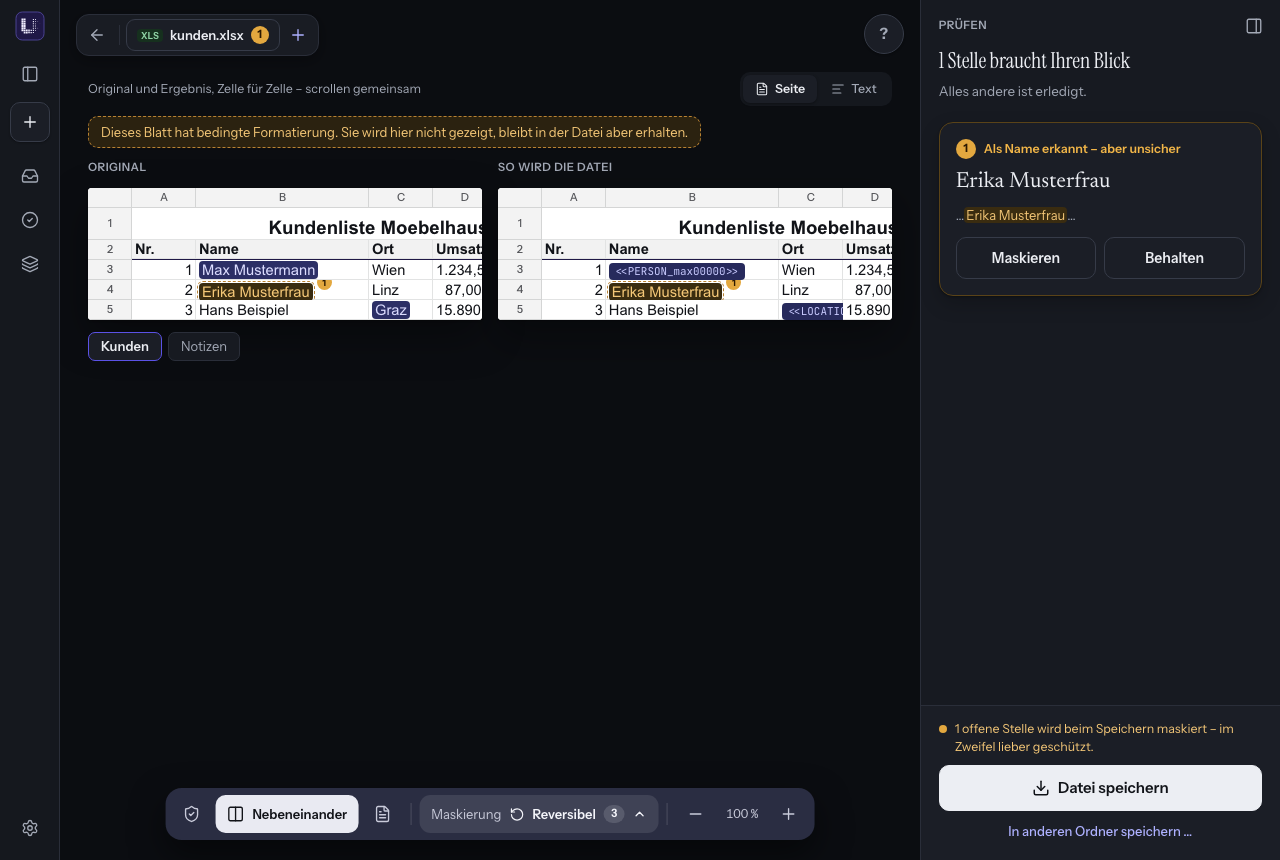 XLS kunden.xlsx 1
?
Original und Ergebnis, Zelle für Zelle – scrollen gemeinsam
Seite Text
Dieses Blatt hat bedingte Formatierung. Sie wird hier nicht gezeigt, bleibt in der Datei aber erhalten.
ORIGINAL
A B C D
1 Kundenliste Moebelhaus
2 Nr. Name Ort Umsat
3 1 Max Mustermann Wien 1.234,5
4 2 Erika Musterfrau 1 Linz 87,00
5 3 Hans Beispiel Graz 15.890
SO WIRD DIE DATEI
A B C D
1 Kundenliste Moebelhaus
2 Nr. Name Ort Umsat
3 1 <<PERSON_max00000>> Wien 1.234,5
4 2 Erika Musterfrau 1 Linz 87,00
5 3 Hans Beispiel <<LOCATIO 15.890
Kunden Notizen
Nebeneinander Maskierung Reversibel 3 100 %
PRÜFEN
1 Stelle braucht Ihren Blick
Alles andere ist erledigt.
1 Als Name erkannt – aber unsicher
Erika Musterfrau
… Erika Musterfrau …
Maskieren Behalten
1 offene Stelle wird beim Speichern maskiert – im
Zweifel lieber geschützt.
Datei speichern
In anderen Ordner speichern …